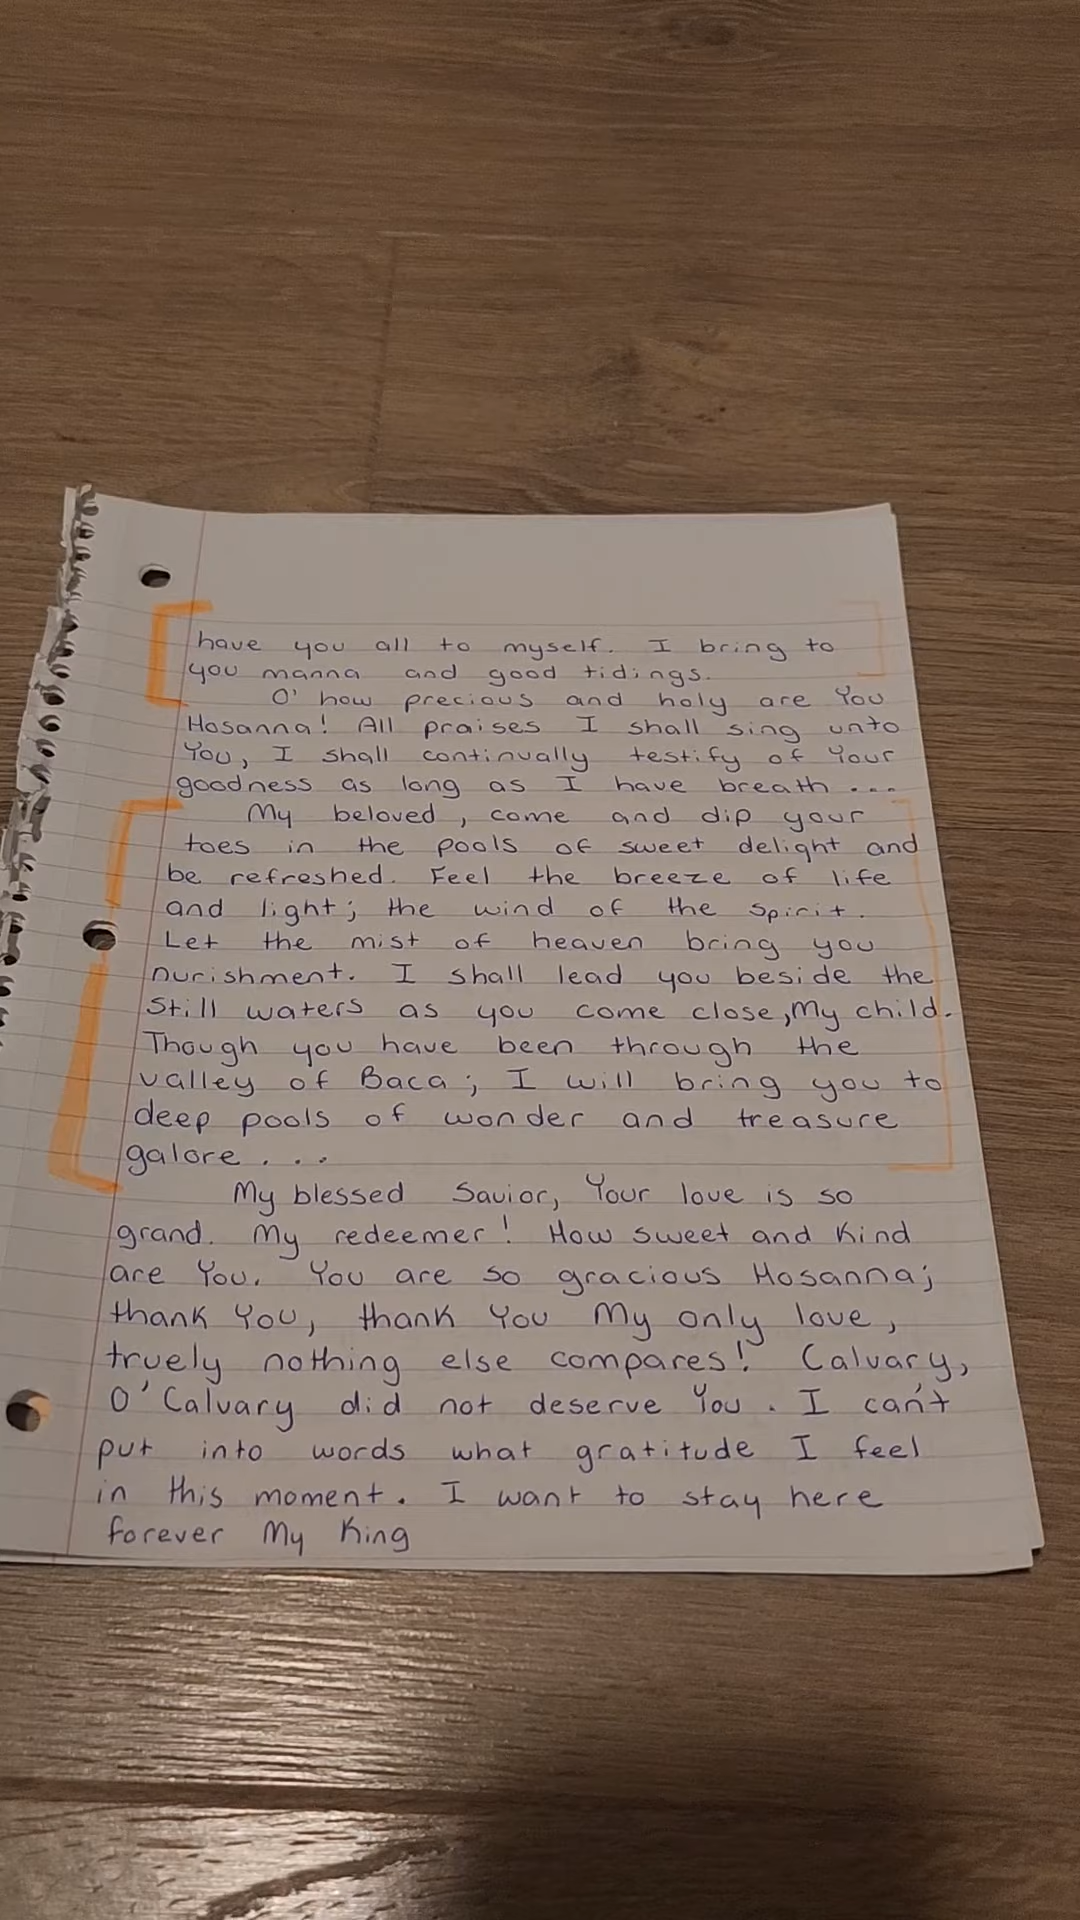 have you all to myself. I bring to
you manna and good tidings.
O' how precious and holy are You
Hosanna! All praises I shall sing unto
You, I shall continually testify of Your
goodness as long as I have breath ...
My beloved, come and dip your
toes in the pools of sweet delight and
be refreshed. Feel the breeze of life
and light; the wind of the Spirit.
Let the mist of heaven bring you
nurishment. I shall lead you beside the
Still waters as you come close, My child.
Though you have been through the
valley of Baca; I will bring you to
deep pools of wonder and treasure
galore ...
My blessed Savior, Your love is so
grand. My redeemer! How sweet and kind
are You. You are so gracious Hosanna;
thank You, thank You My only love,
truely nothing else compares! Calvary,
O' Calvary did not deserve You. I can't
put into words what gratitude I feel
in this moment. I want to stay here
forever My King